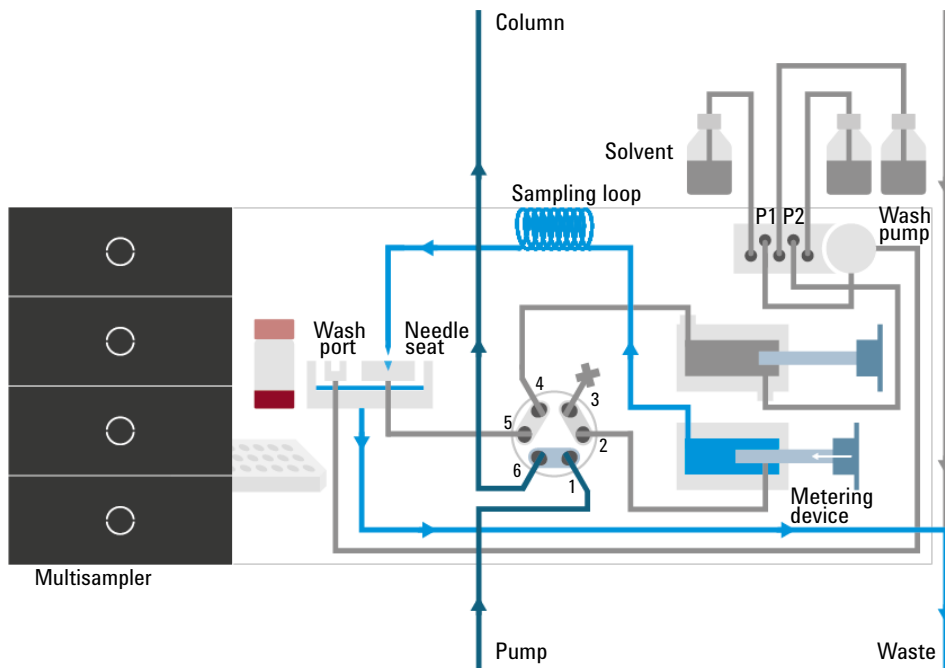 Column
Solvent
Sampling loop
P1 P2
Wash
pump
Wash
port
Needle
seat
4
3
5
2
6
1
Metering
device
Multisampler
Pump
Waste